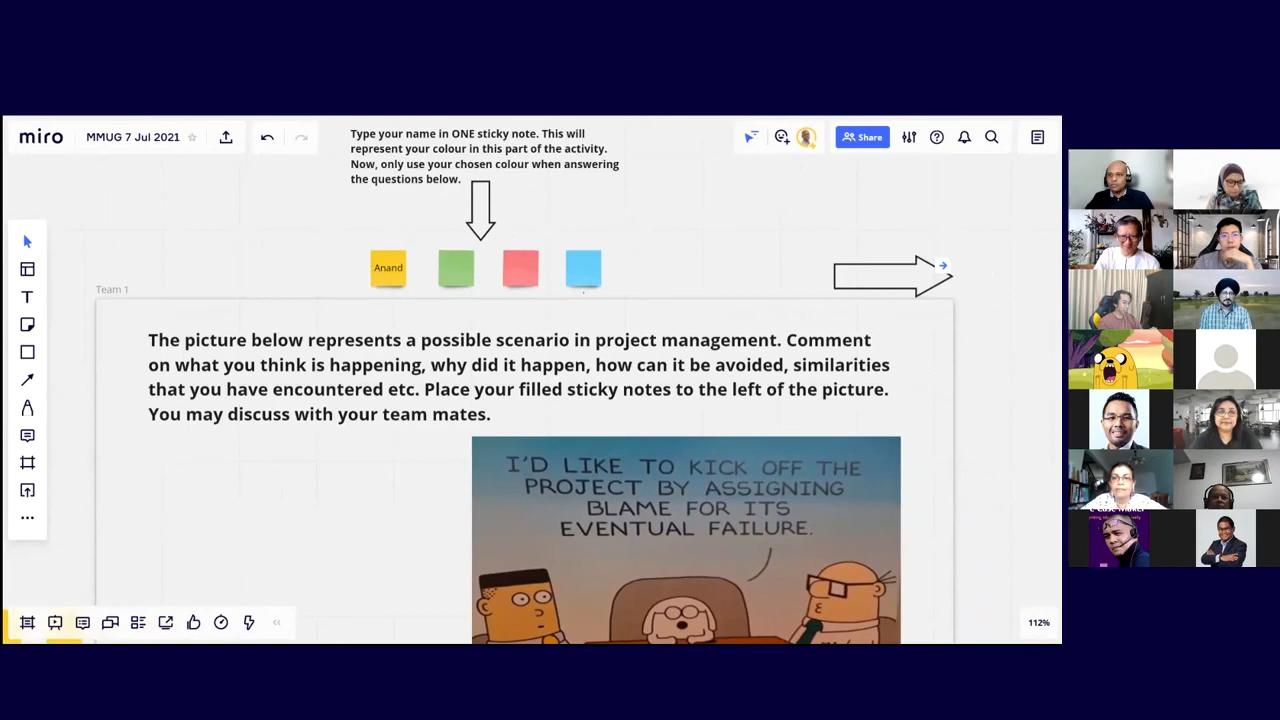 miro
MMUG 7 Jul 2021
Type your name in ONE sticky note. This will
represent your colour in this part of the activity.
Now, only use your chosen colour when answering
the questions below.
Share
Anand
Team 1
The picture below represents a possible scenario in project management. Comment
on what you think is happening, why did it happen, how can it be avoided, similarities
that you have encountered etc. Place your filled sticky notes to the left of the picture.
You may discuss with your team mates.
I'D LIKE TO KICK OFF THE
PROJECT BY ASSIGNING
BLAME FOR ITS
EVENTUAL FAILURE.
112%